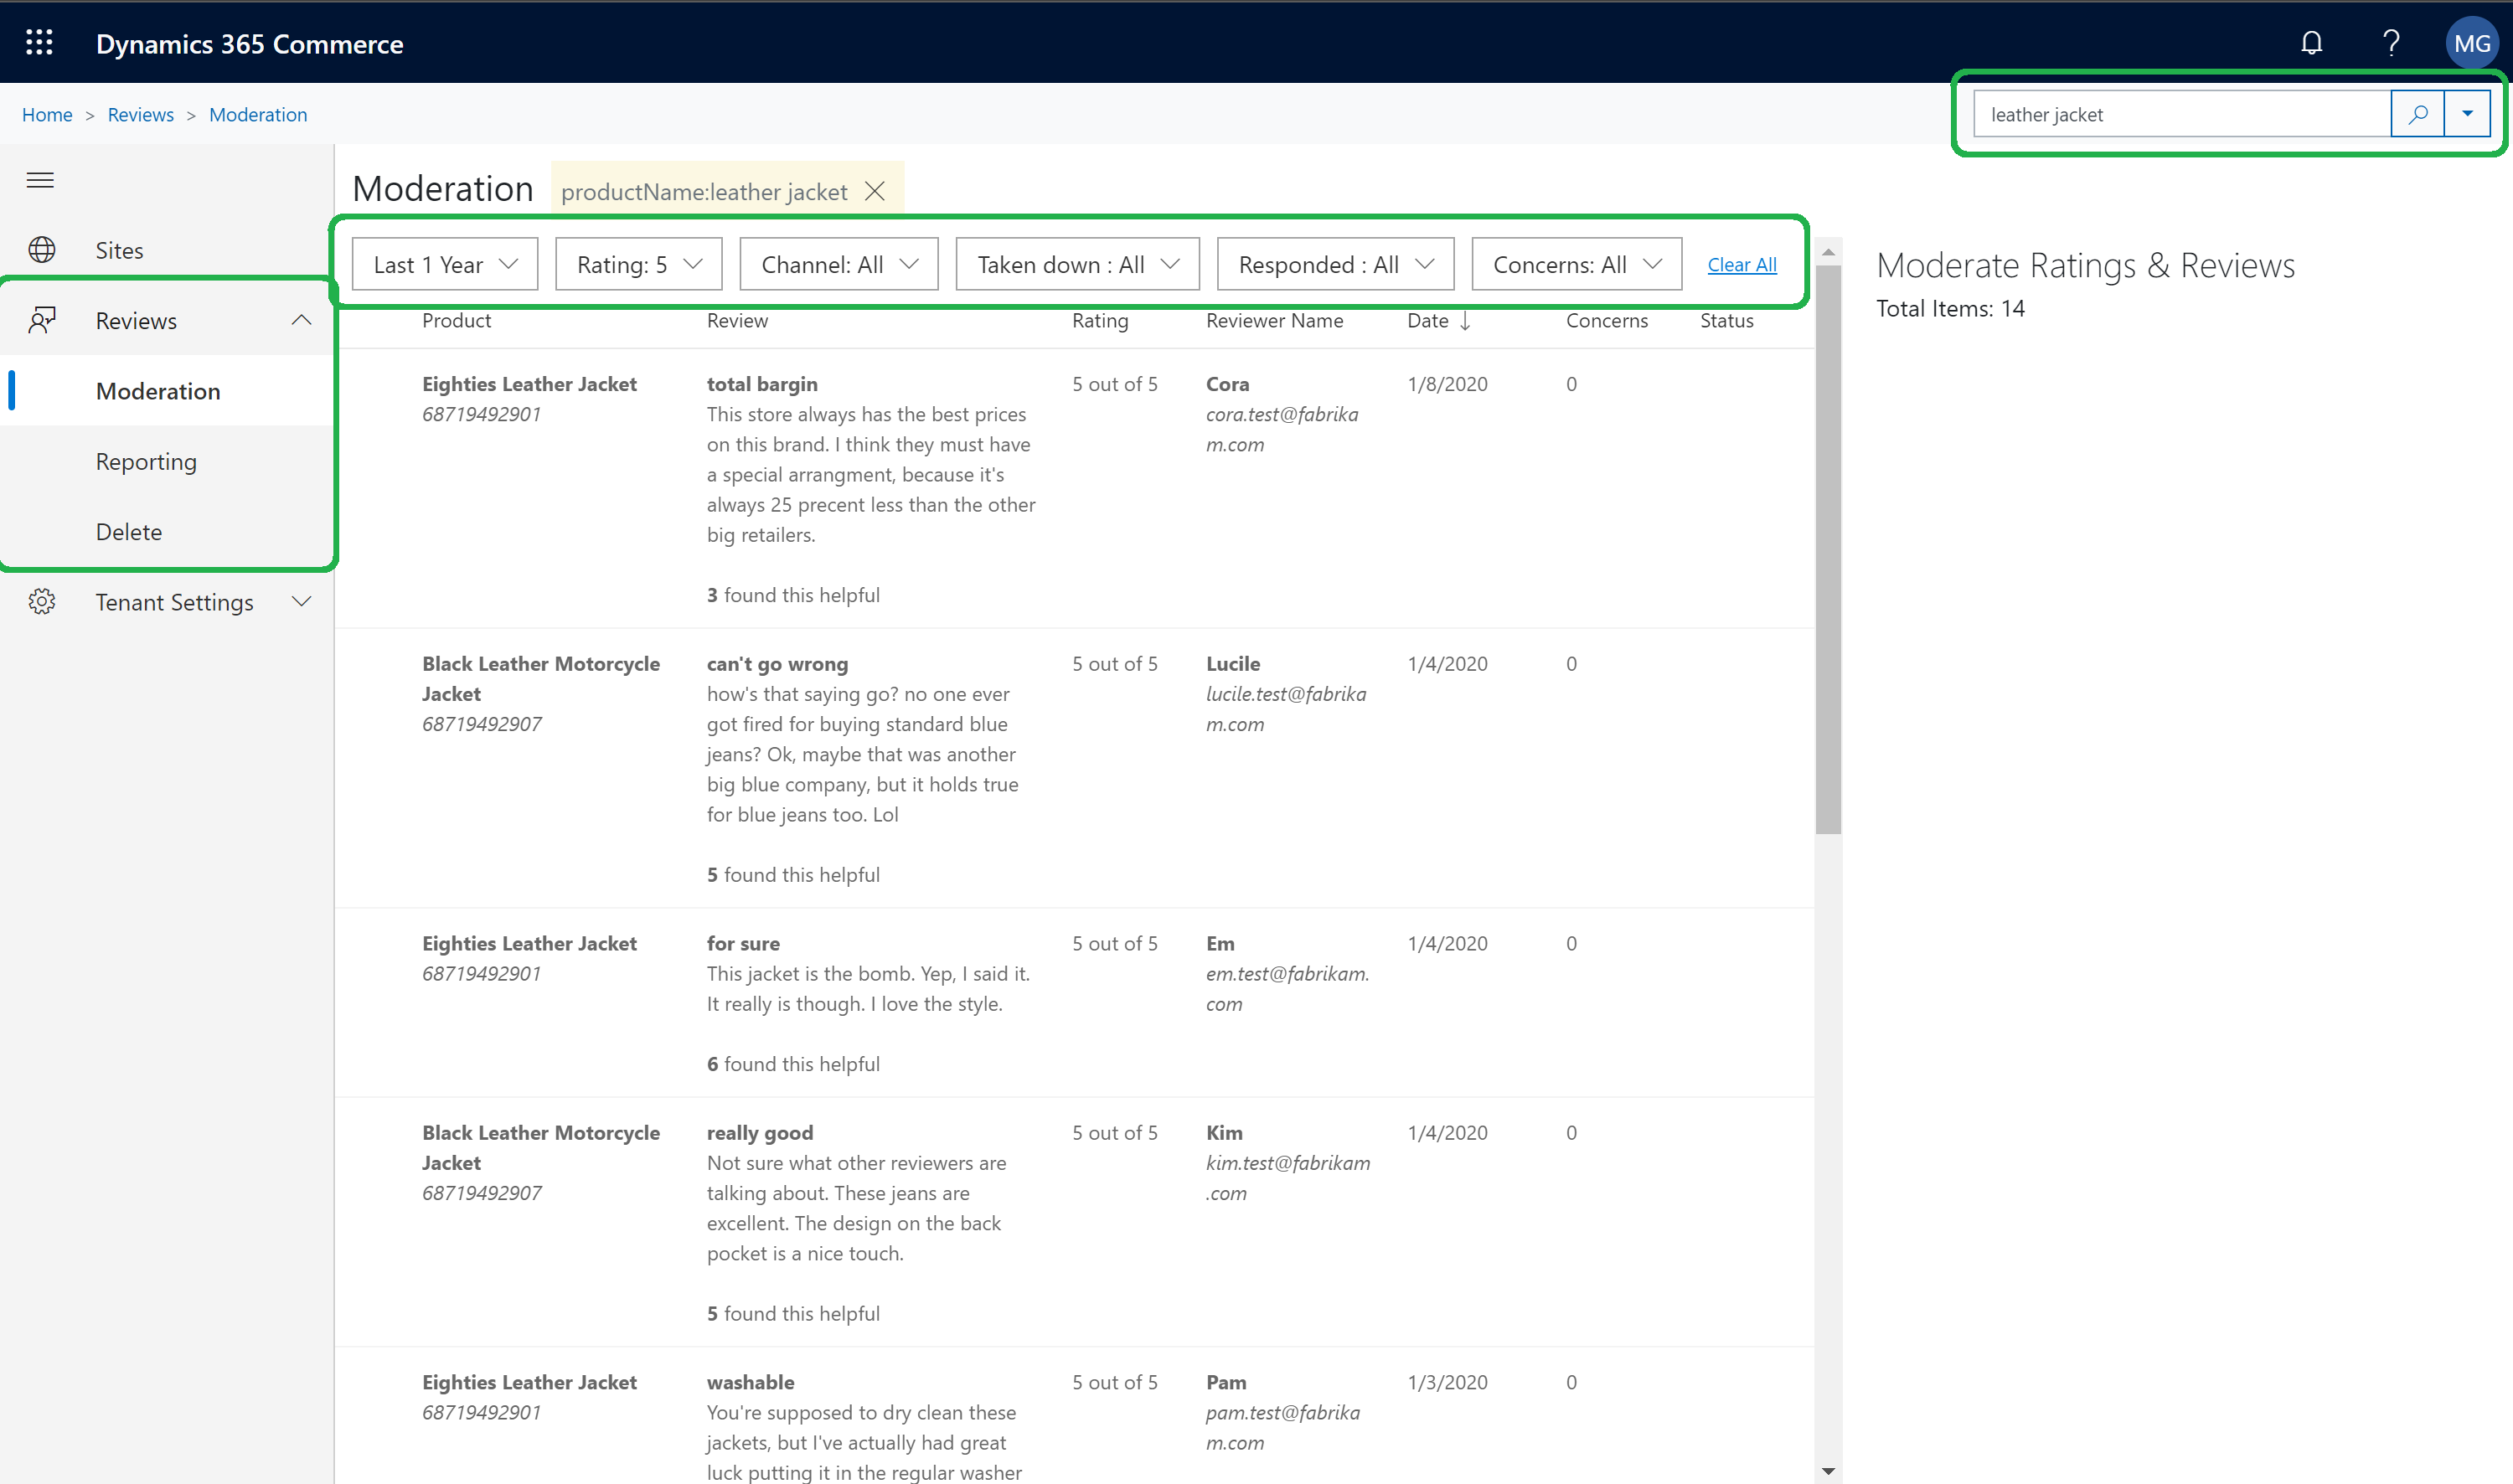 Dynamics 365 Commerce
MG
Home > Reviews > Moderation
leather jacket
Moderation
productName:leather jacket
Sites
Reviews
Moderation
Reporting
Delete
Tenant Settings
Last 1 Year
Rating: 5
Channel: All
Taken down : All
Responded : All
Concerns: All
Clear All
Product Review Rating Reviewer Name Date ↓ Concerns Status
Eighties Leather Jacket
68719492901
total bargin
This store always has the best prices
on this brand. I think they must have
a special arrangment, because it's
always 25 precent less than the other
big retailers.
3 found this helpful
5 out of 5
Cora
cora.test@fabrika
m.com
1/8/2020
0
Black Leather Motorcycle
Jacket
68719492907
can't go wrong
how's that saying go? no one ever
got fired for buying standard blue
jeans? Ok, maybe that was another
big blue company, but it holds true
for blue jeans too. Lol
5 found this helpful
5 out of 5
Lucile
lucile.test@fabrika
m.com
1/4/2020
0
Eighties Leather Jacket
68719492901
for sure
This jacket is the bomb. Yep, I said it.
It really is though. I love the style.
6 found this helpful
5 out of 5
Em
em.test@fabrikam.
com
1/4/2020
0
Black Leather Motorcycle
Jacket
68719492907
really good
Not sure what other reviewers are
talking about. These jeans are
excellent. The design on the back
pocket is a nice touch.
5 found this helpful
5 out of 5
Kim
kim.test@fabrikam
.com
1/4/2020
0
Eighties Leather Jacket
68719492901
washable
You're supposed to dry clean these
jackets, but I've actually had great
luck putting it in the regular washer
5 out of 5
Pam
pam.test@fabrika
m.com
1/3/2020
0
Moderate Ratings & Reviews
Total Items: 14